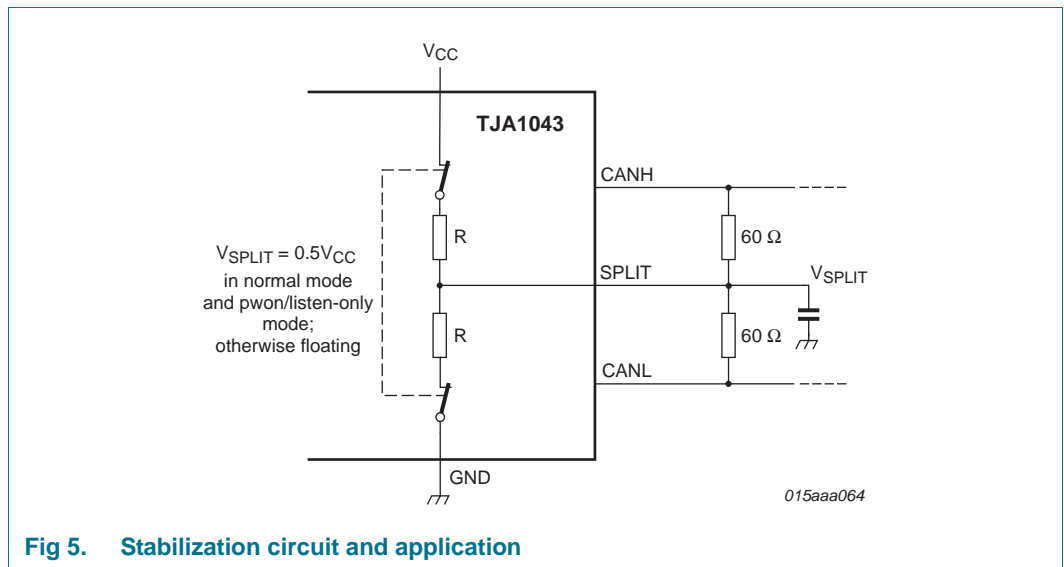 VCC
TJA1043
CANH
R
60 Ω
VSPLIT = 0.5VCC
in normal mode
and pwon/listen-only
mode;
otherwise floating
SPLIT
VSPLIT
R
60 Ω
CANL
GND
015aaa064
Fig 5. Stabilization circuit and application